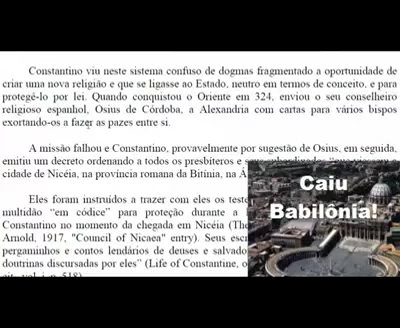 Constantino viu neste sistema confuso de dogmas fragmentado a oportunidade de
criar uma nova religião e que se ligasse ao Estado, neutro em termos de conceito, e para
protegê-lo por lei. Quando conquistou o Oriente em 324, enviou o seu conselheiro
religioso espanhol, Osius de Córdoba, a Alexandria com cartas para vários bispos
exortando-os a fazer as pazes entre si.
A missão falhou e Constantino, provavelmente por sugestão de Osius, em seguida,
emitiu um decreto ordenando a todos os presbíteros e
cidade de Nicéia, na província romana da Bitínia, na
Eles foram instruídos a trazer com eles os
multidão "em códice" para proteção durante a
Constantino no momento da chegada em Nicéia
Arnold, 1917, "Council of Nicaea" entry). Seus
pergaminhos e contos lendários de deuses e
doutrinas discursadas por eles" (Life of Constantine,
Caiu
Babilônia!